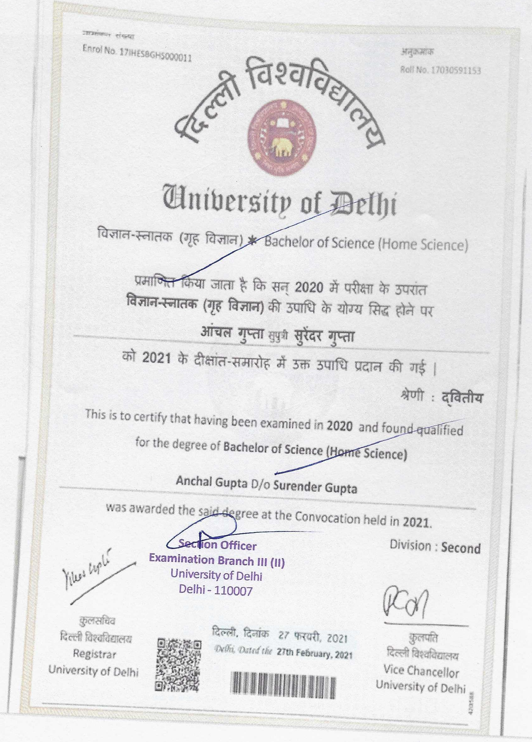 नामांकन संख्या
Enrol No. 17IHESBGHS000011
अनुक्रमांक
Roll No. 17030591153
दिल्ली विश्वविद्यालय
University of Delhi
विज्ञान-स्नातक (गृह विज्ञान) * Bachelor of Science (Home Science)
प्रमाणित किया जाता है कि सन् 2020 में परीक्षा के उपरांत
विज्ञान-स्नातक (गृह विज्ञान) की उपाधि के योग्य सिद्ध होने पर
आंचल गुप्ता सुपुत्री सुरेंदर गुप्ता
को 2021 के दीक्षांत-समारोह में उक्त उपाधि प्रदान की गई |
श्रेणी : द्वितीय
This is to certify that having been examined in 2020 and found qualified
for the degree of Bachelor of Science (Home Science)
Anchal Gupta D/o Surender Gupta
was awarded the said degree at the Convocation held in 2021.
Division : Second
Section Officer
Examination Branch III (II)
University of Delhi
Delhi - 110007
कुलसचिव
दिल्ली विश्वविद्यालय
Registrar
University of Delhi
दिल्ली, दिनांक 27 फरवरी, 2021
Delhi, Dated the 27th February, 2021
कुलपति
दिल्ली विश्वविद्यालय
Vice Chancellor
University of Delhi